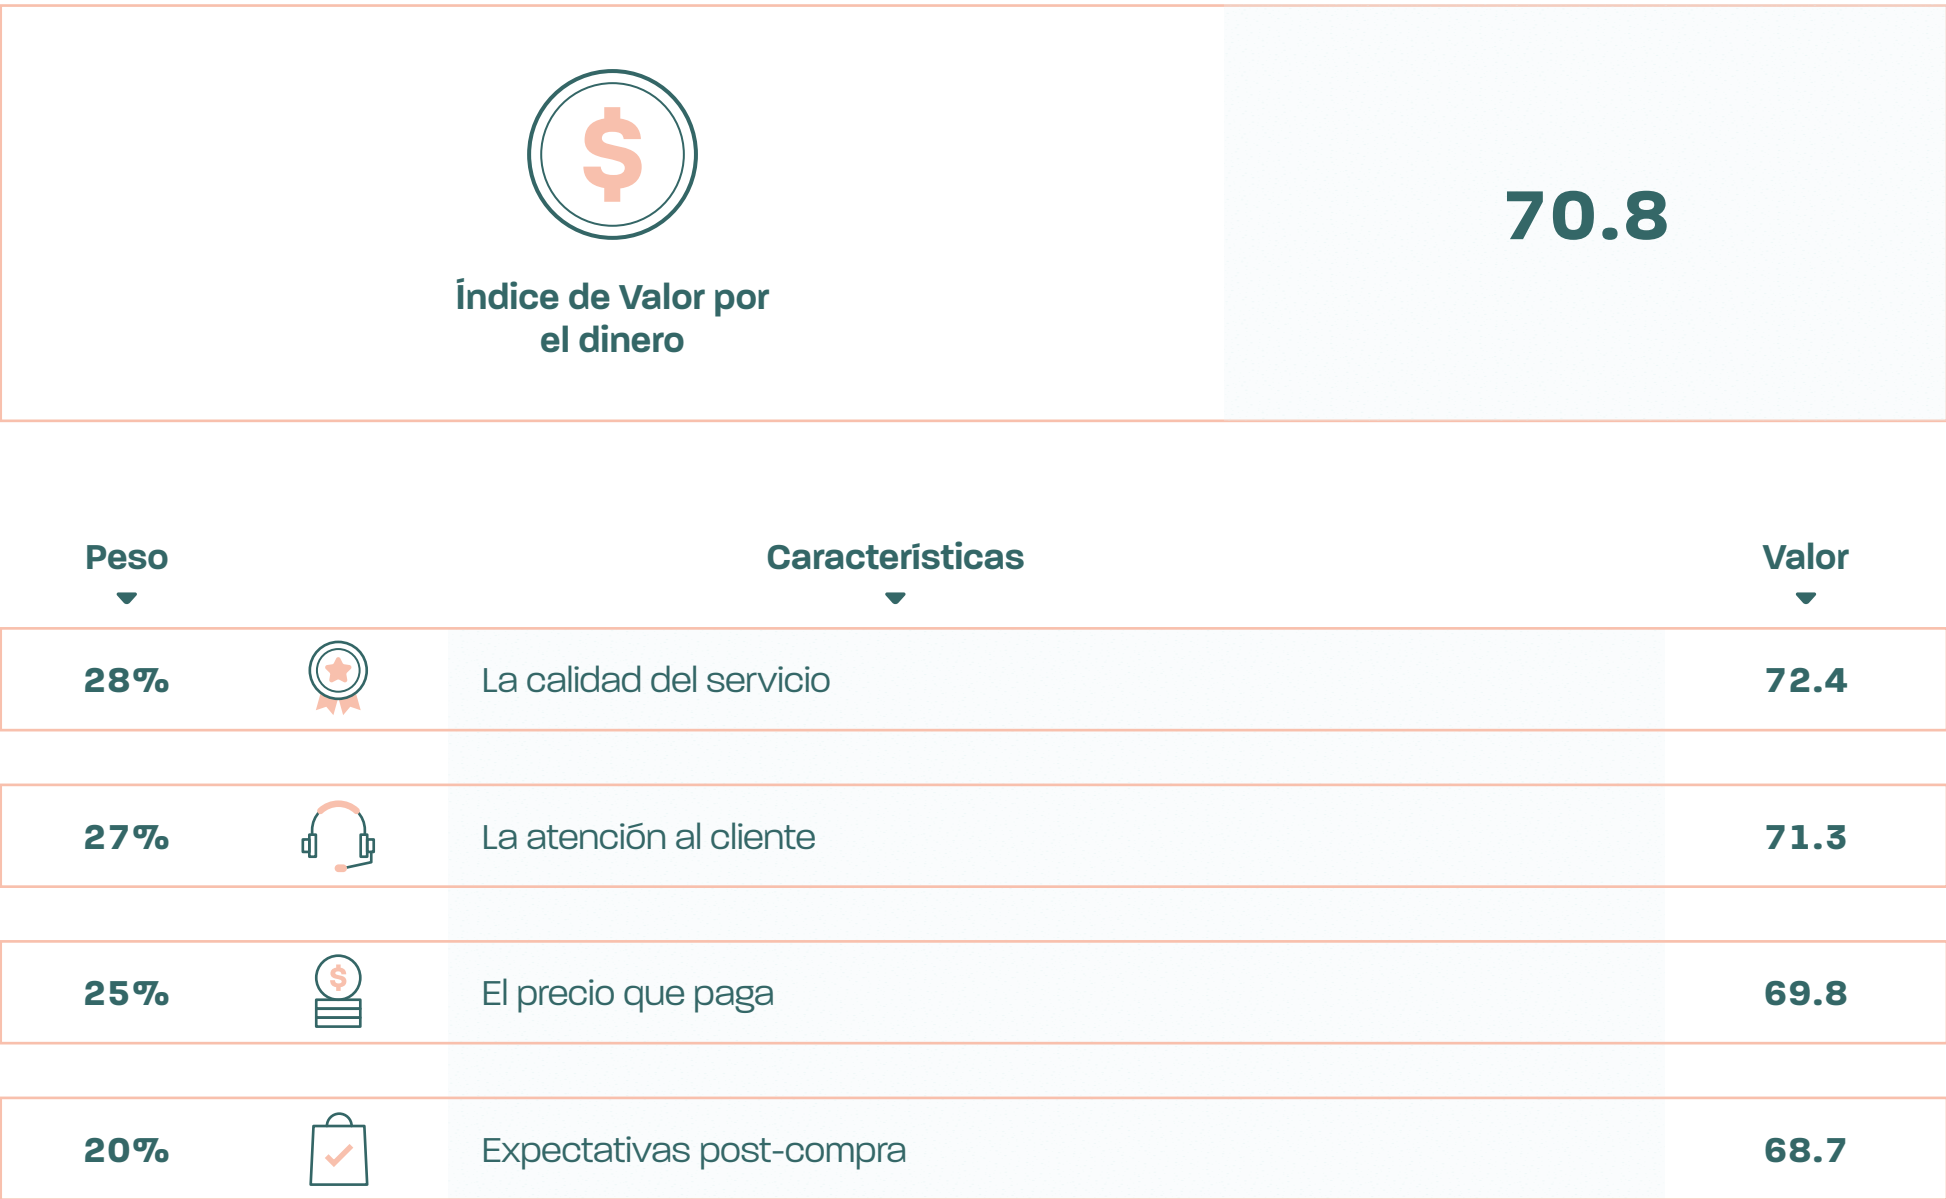 $
Índice de Valor por
el dinero
70.8
Peso Características Valor
28% La calidad del servicio 72.4
27% La atención al cliente 71.3
$
25% El precio que paga 69.8
20% Expectativas post-compra 68.7